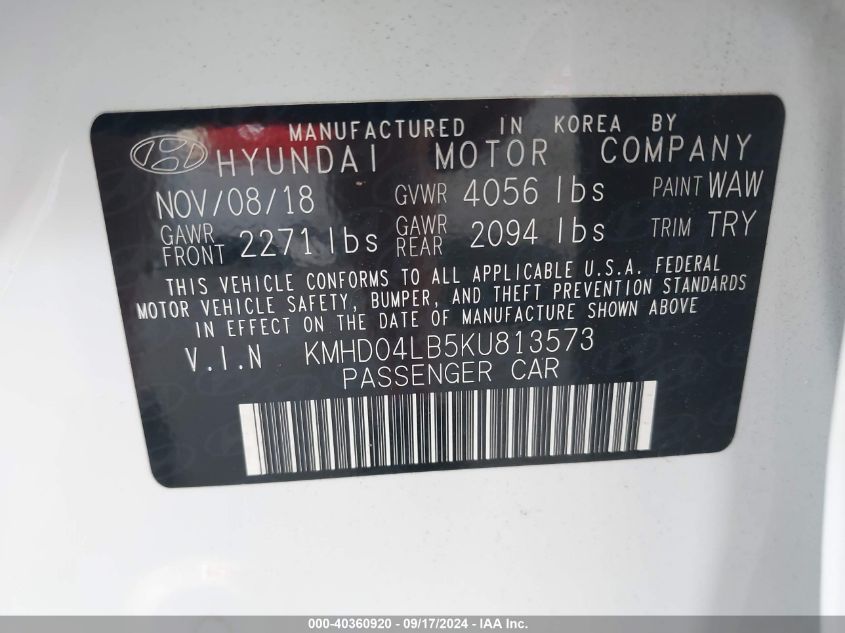 MANUFACTURED IN KOREA BY
HYUNDAI MOTOR COMPANY
NOV/08/18 GVWR 4056 lbs PAINT WAW
GAWR FRONT 2271 lbs GAWR REAR 2094 lbs TRIM TRY
THIS VEHICLE CONFORMS TO ALL APPLICABLE U.S.A. FEDERAL
MOTOR VEHICLE SAFETY, BUMPER, AND THEFT PREVENTION STANDARDS
IN EFFECT ON THE DATE OF MANUFACTURE SHOWN ABOVE
V.I.N KMHD04LB5KU813573
PASSENGER CAR
000-40360920 - 09/17/2024 - IAA Inc.